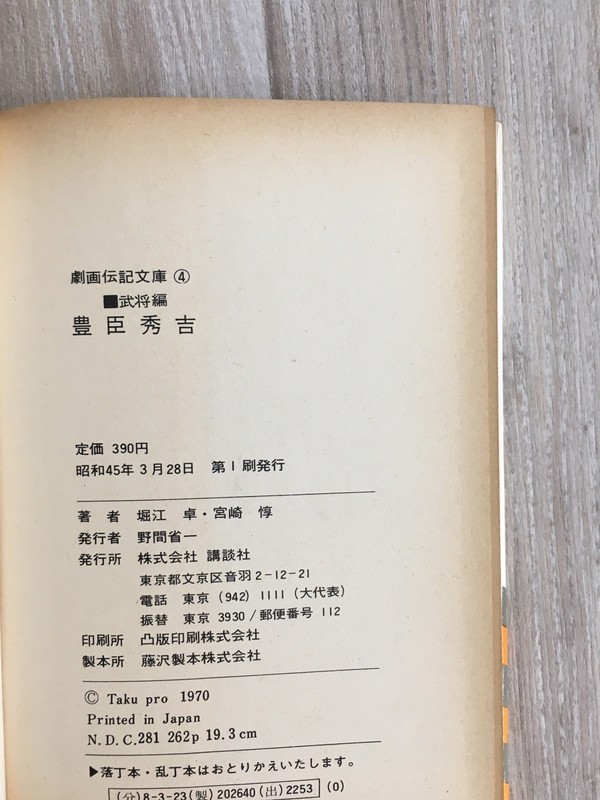 劇画伝記文庫 ④
■武将編
豊臣秀吉
定価 390円
昭和45年3月28日 第1刷発行
著 者 堀江 卓・宮崎 惇
発行者 野間省一
発行所 株式会社 講談社
東京都文京区音羽2-12-21
電話 東京 (942) 1111 (大代表)
振替 東京 3930/郵便番号 112
印刷所 凸版印刷株式会社
製本所 藤沢製本株式会社
© Taku pro 1970
Printed in Japan
N.D.C.281 262p 19.3cm
▶落丁本・乱丁本はおとりかえいたします。
(分)8-3-23(製)202640(出)2253 (0)